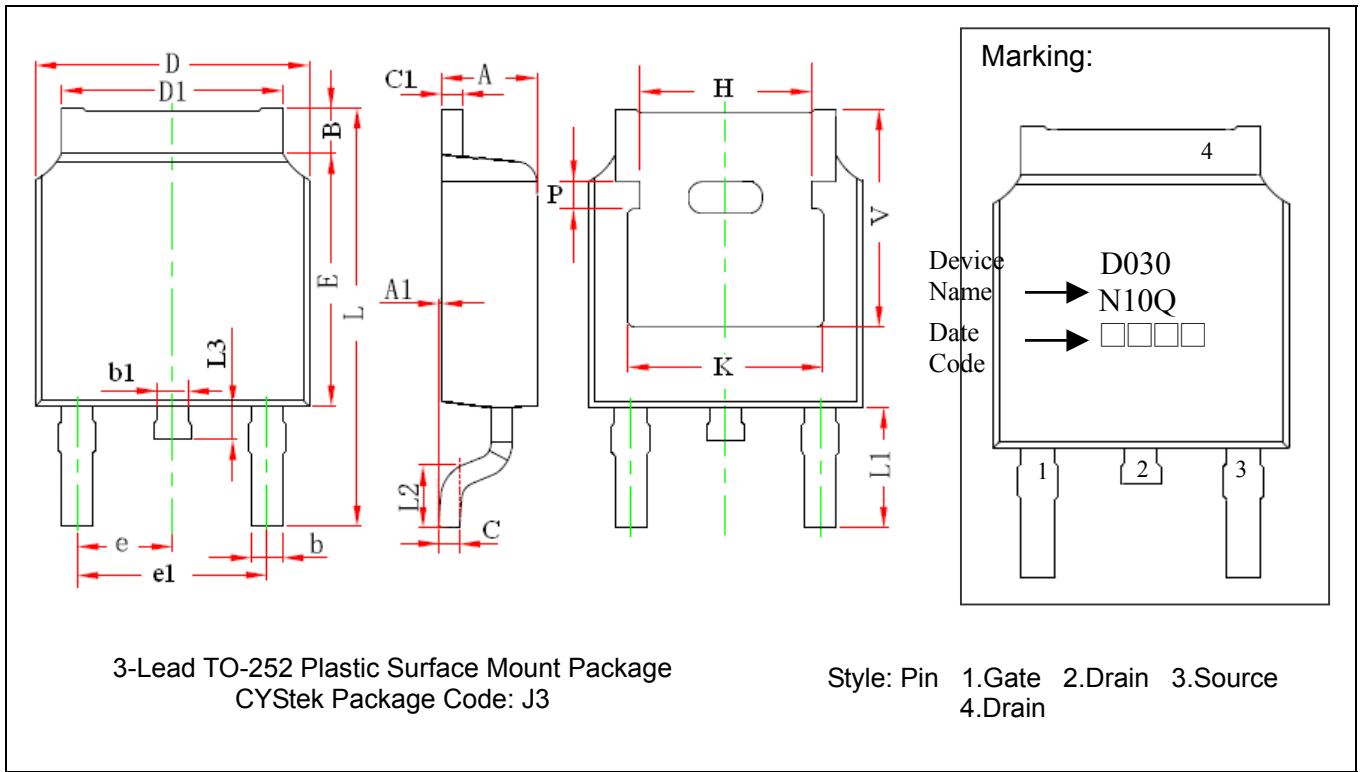 D
D1
B
E
L
L3
b1
e
b
e1
C1
A
A1
L2
C
H
P
V
K
L1
Marking:
4
Device
Name
D030
N10Q
Date
Code
□□□□
1
2
3
3-Lead TO-252 Plastic Surface Mount Package
CYStek Package Code: J3
Style: Pin 1.Gate 2.Drain 3.Source
4.Drain